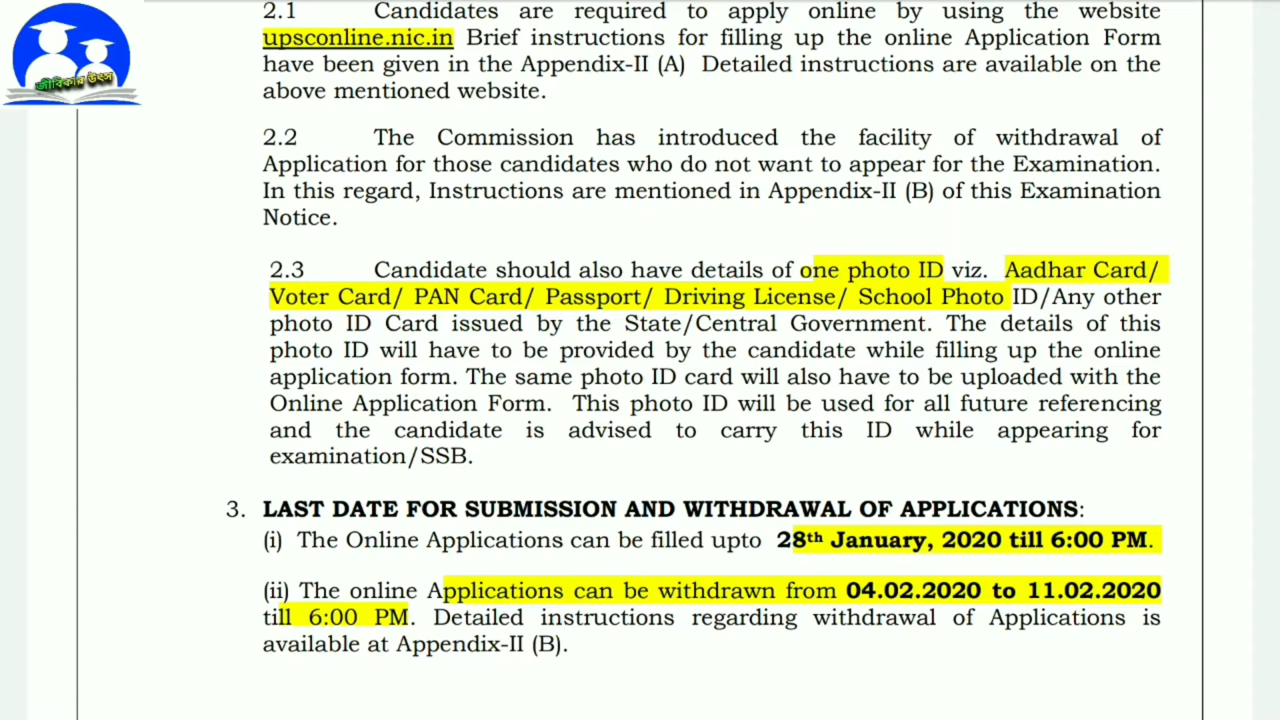 2.1 Candidates are required to apply online by using the website
upsconline.nic.in Brief instructions for filling up the online Application Form
have been given in the Appendix-II (A) Detailed instructions are available on the
above mentioned website.
জীবিকার উৎস
2.2 The Commission has introduced the facility of withdrawal of
Application for those candidates who do not want to appear for the Examination.
In this regard, Instructions are mentioned in Appendix-II (B) of this Examination
Notice.
2.3 Candidate should also have details of one photo ID viz. Aadhar Card/
Voter Card/ PAN Card/ Passport/ Driving License/ School Photo ID/Any other
photo ID Card issued by the State/Central Government. The details of this
photo ID will have to be provided by the candidate while filling up the online
application form. The same photo ID card will also have to be uploaded with the
Online Application Form. This photo ID will be used for all future referencing
and the candidate is advised to carry this ID while appearing for
examination/SSB.
3. LAST DATE FOR SUBMISSION AND WITHDRAWAL OF APPLICATIONS:
(i) The Online Applications can be filled upto 28th January, 2020 till 6:00 PM.
(ii) The online Applications can be withdrawn from 04.02.2020 to 11.02.2020
till 6:00 PM. Detailed instructions regarding withdrawal of Applications is
available at Appendix-II (B).